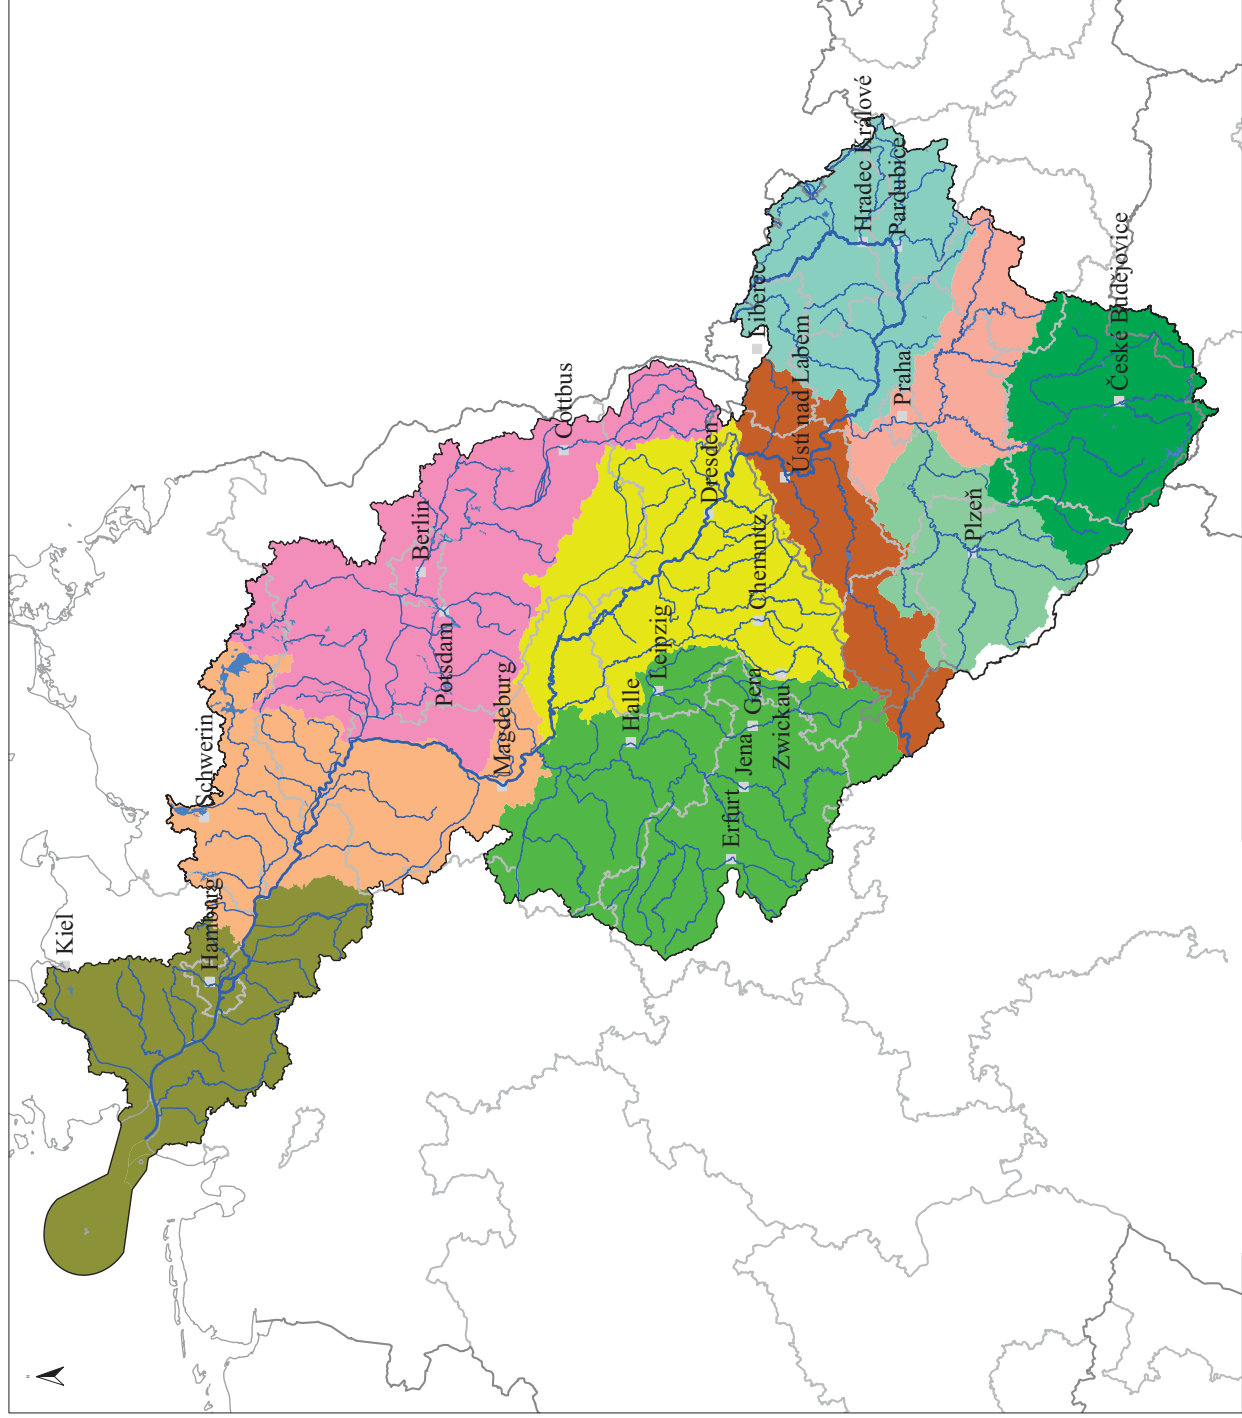 Kiel
Hamburg
Schwerin
Berlin
Potsdam
Magdeburg
Cottbus
Halle
Leipzig
Dresden
Erfurt
Jena
Gera
Zwickau
Chemnitz
Liberec
Ústí nad Labem
Hradec Králové
Pardubice
Praha
Plzeň
České Budějovice